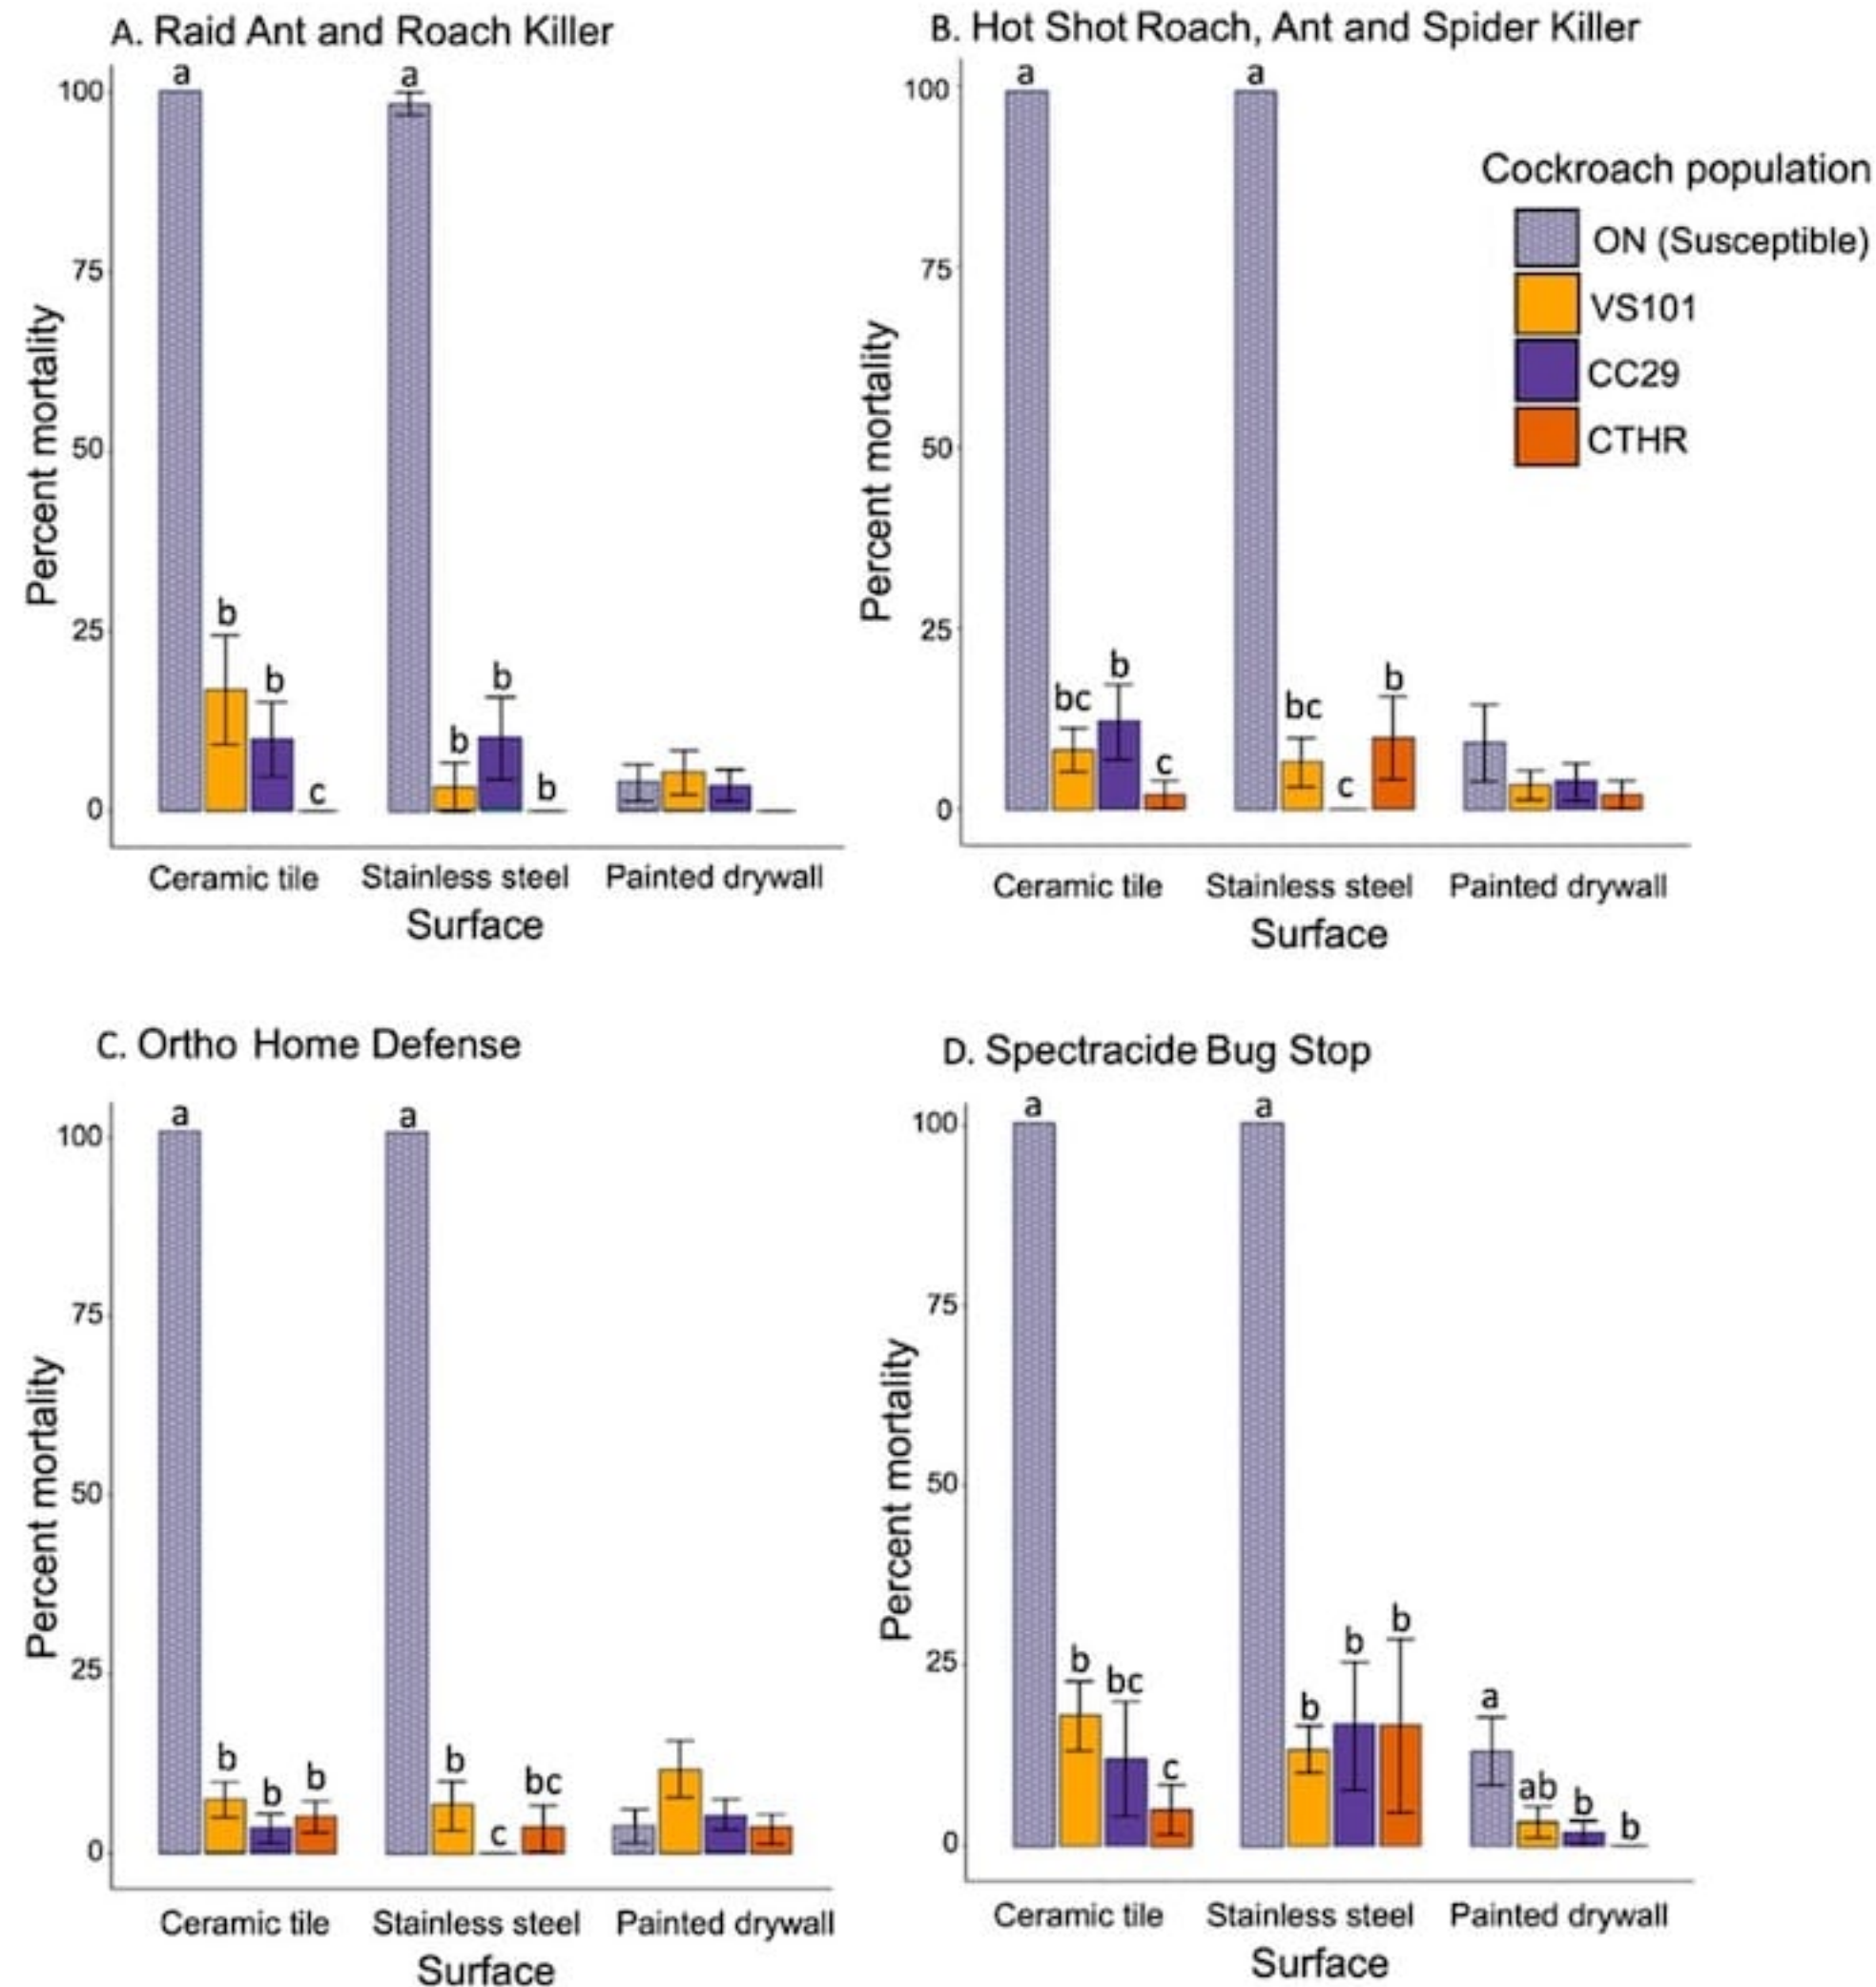 A. Raid Ant and Roach Killer
a
a
100
75
50
25
0
Percent mortality
b
b
c
b
b
b
Ceramic tile
Stainless steel
Painted drywall
Surface
B. Hot Shot Roach, Ant and Spider Killer
a
a
100
75
50
25
0
Percent mortality
bc
b
c
bc
c
b
Ceramic tile
Stainless steel
Painted drywall
Surface
Cockroach population
ON (Susceptible)
VS101
CC29
CTHR
C. Ortho Home Defense
a
a
100
75
50
25
0
Percent mortality
b
b
b
b
c
bc
Ceramic tile
Stainless steel
Painted drywall
Surface
D. Spectracide Bug Stop
a
a
100
75
50
25
0
Percent mortality
b
bc
c
b
b
b
a
ab
b
b
Ceramic tile
Stainless steel
Painted drywall
Surface